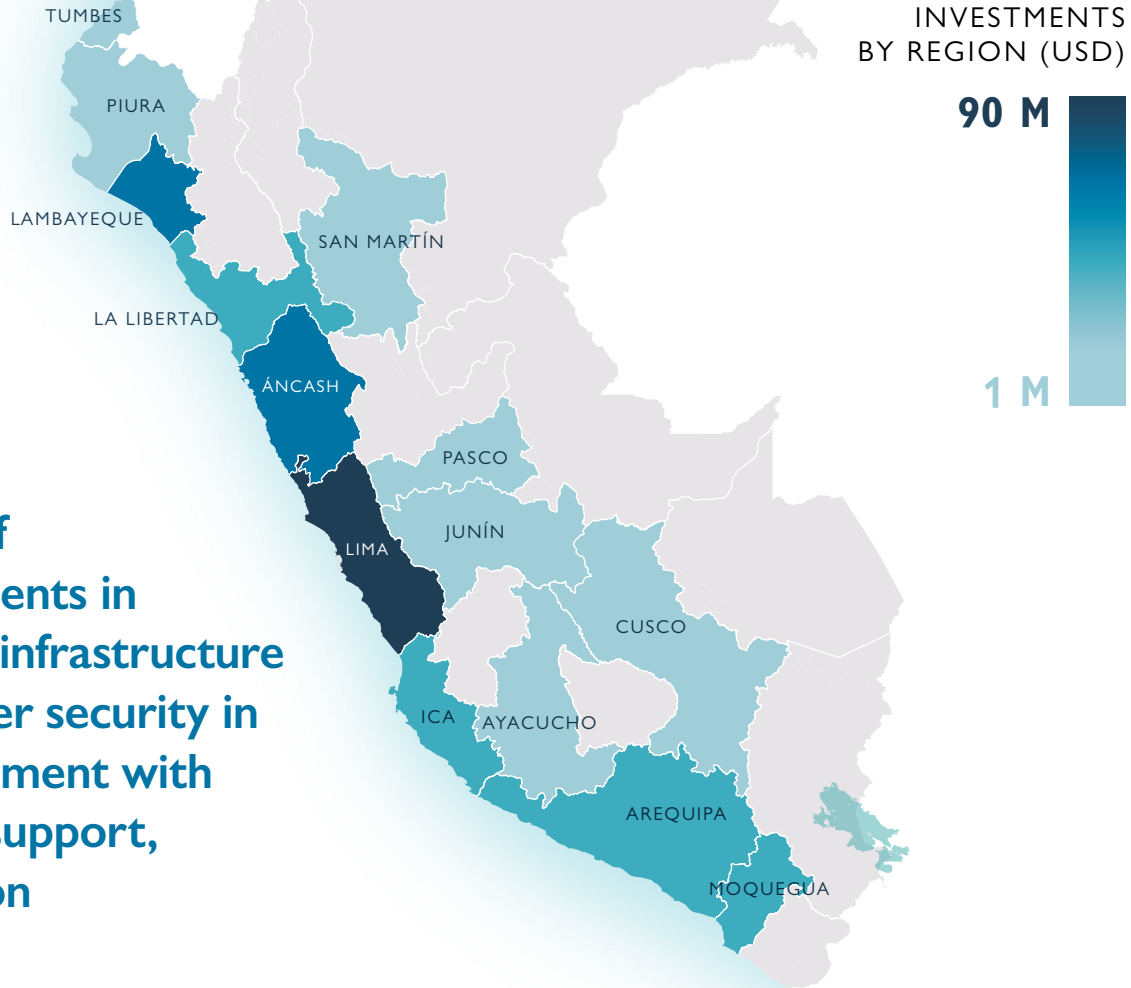 TUMBES
INVESTMENTS
BY REGION (USD)
PIURA
90 M
LAMBAYEQUE
SAN MARTÍN
LA LIBERTAD
ÁNCASH
1 M
PASCO
JUNÍN
LIMA
CUSCO
ICA
AYACUCHO
AREQUIPA
MOQUEGUA
ents in
infrastructure
er security in
ment with
support,
on